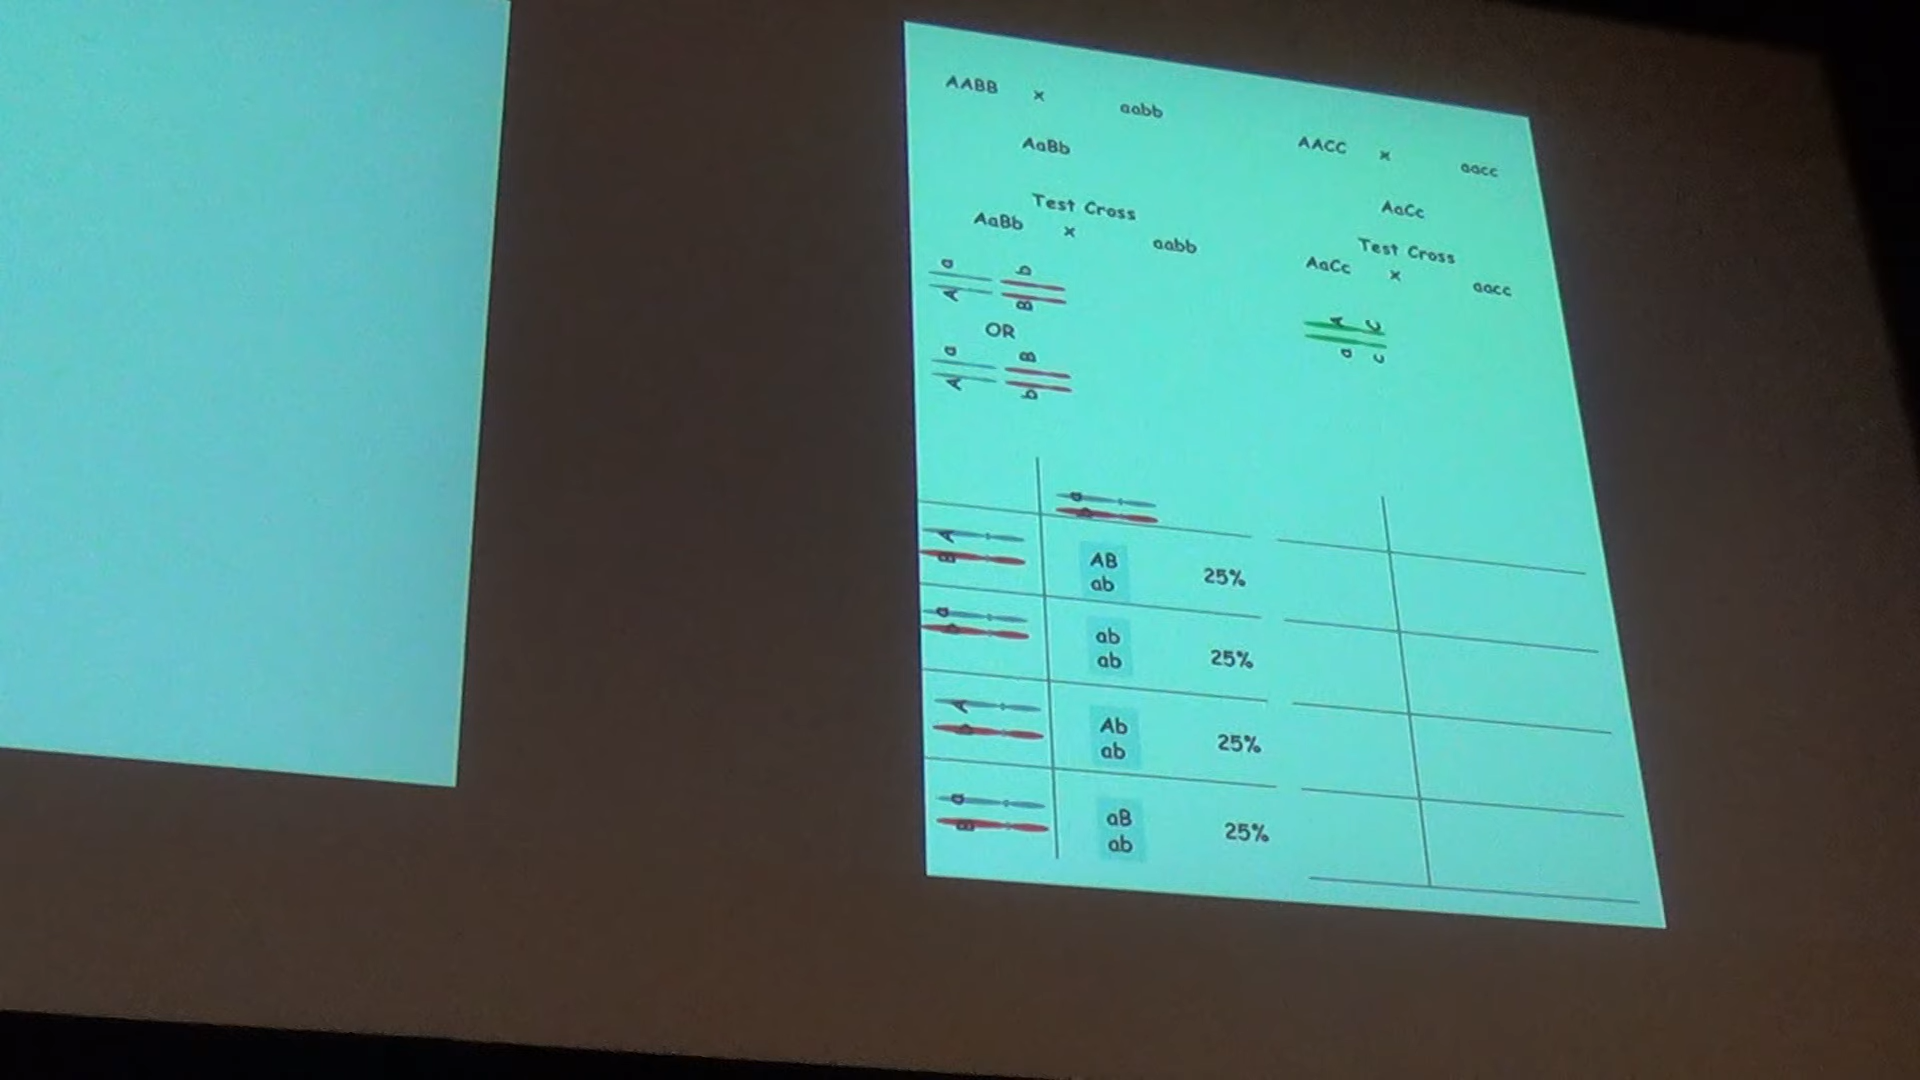 AABB x aabb
AaBb
Test Cross
AaBb x aabb
a b
A B
OR
a B
A b
a
b
A
B
AB
ab
25%
a
b
ab
ab
25%
A
b
Ab
ab
25%
a
B
aB
ab
25%
AACC x aacc
AaCc
Test Cross
AaCc x aacc
A C
a c